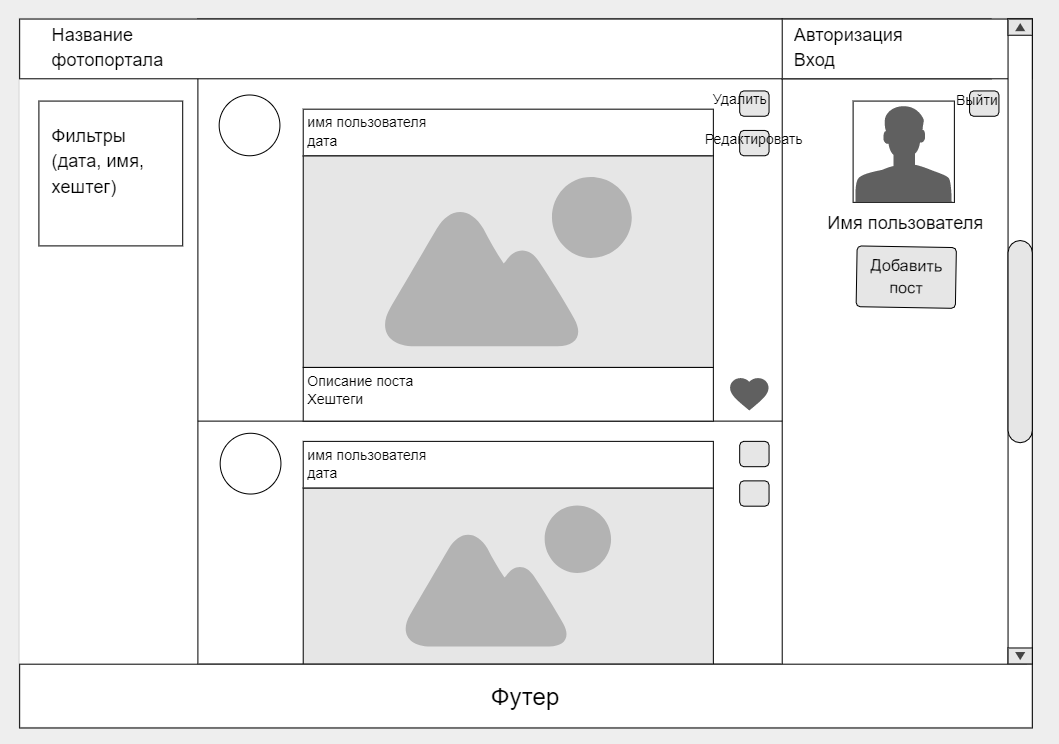 Название
фотопортала
Авторизация
Вход
Фильтры
(дата, имя,
хештег)
имя пользователя
дата
Удалить
Редактировать
Описание поста
Хештеги
имя пользователя
дата
Выйти
Имя пользователя
Добавить
пост
Футер